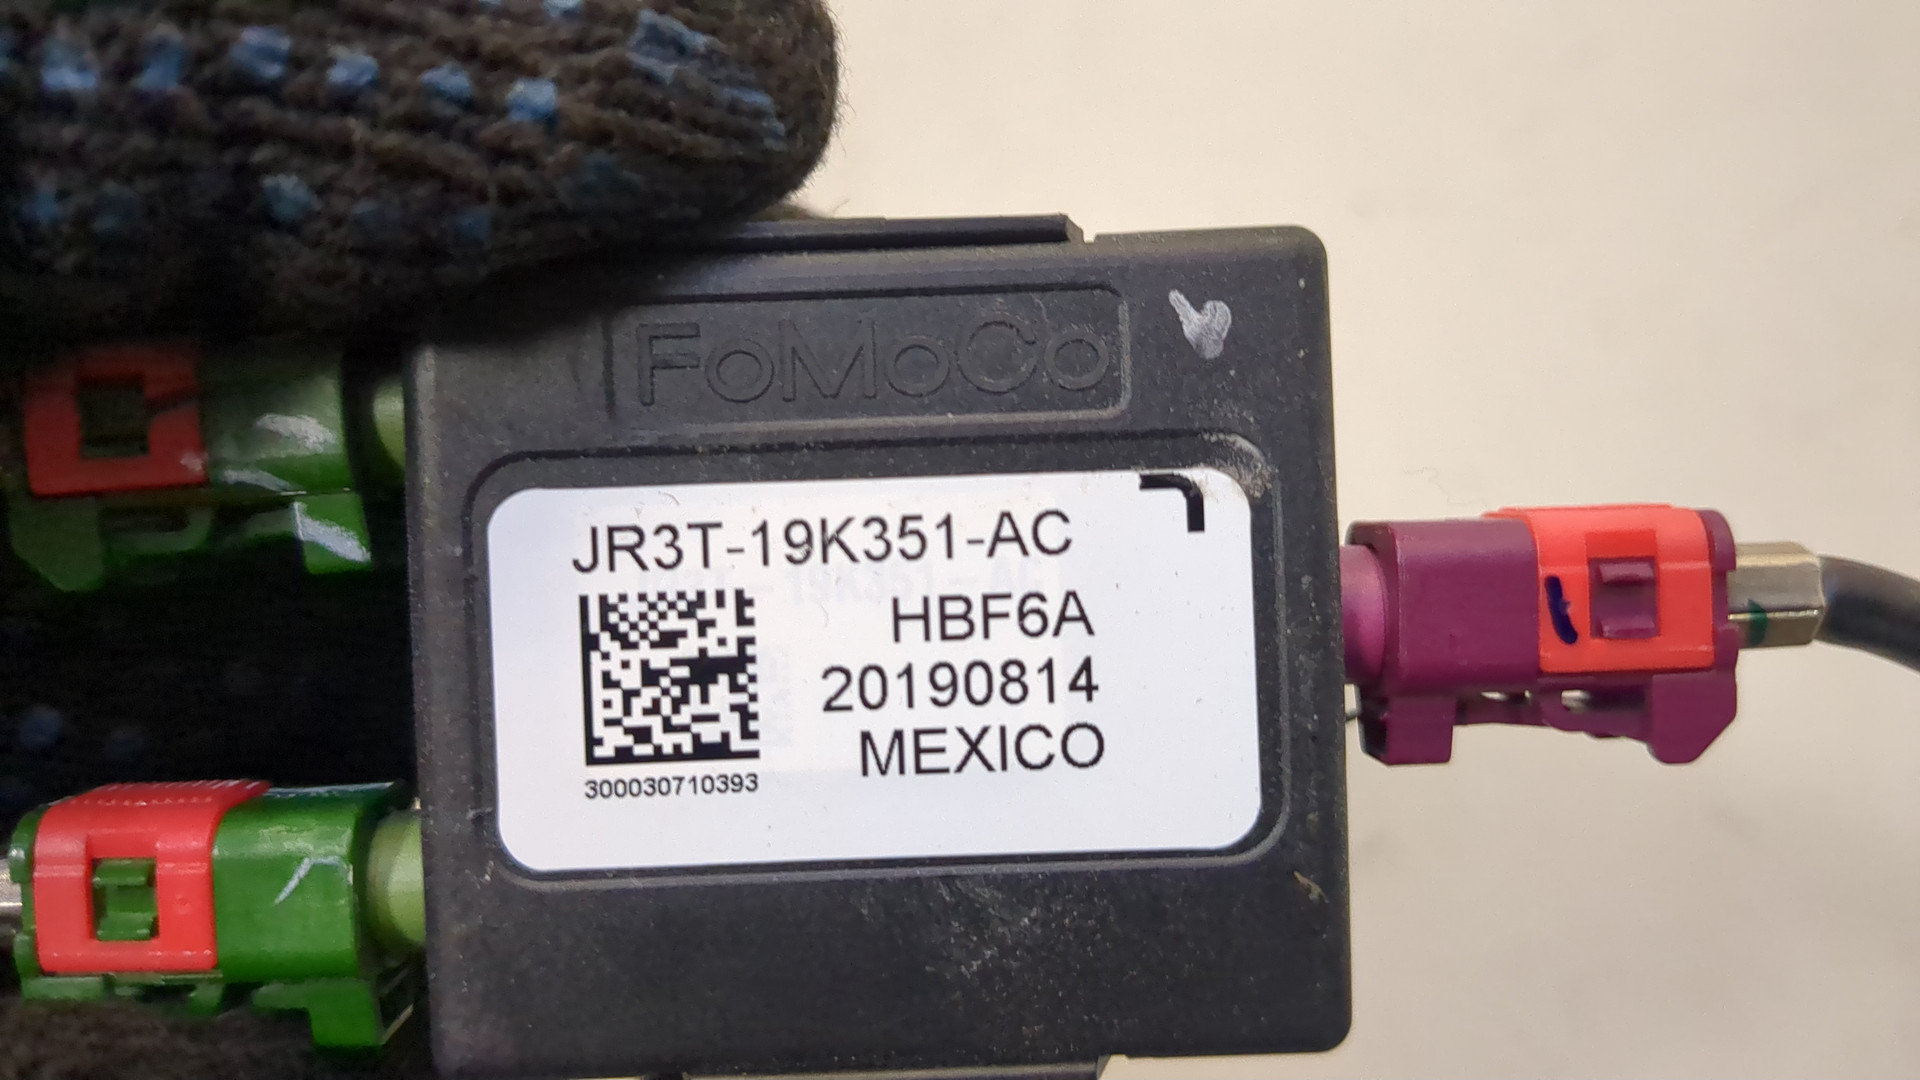 FoMoCo
JR3T-19K351-AC
HBF6A
20190814
MEXICO
300030710393